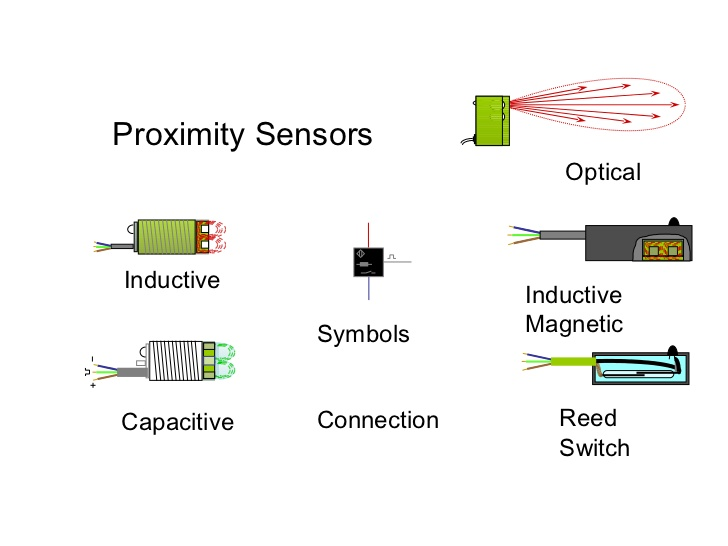 Proximity Sensors
Optical
Inductive
Inductive
Magnetic
Symbols
Capacitive
Connection
Reed
Switch
+